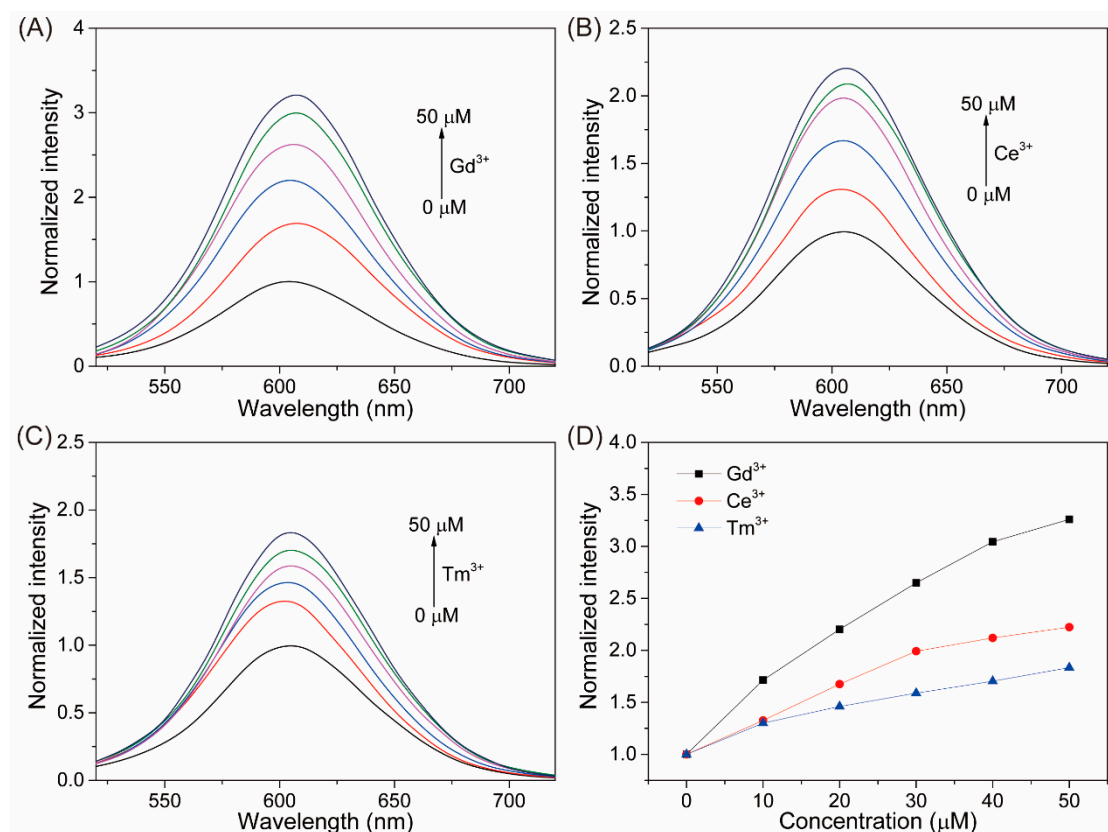 (A)
Normalized intensity
4
3
2
1
0
50 μM
Gd³⁺
0 μM
550 600 650 700
Wavelength (nm)
(B)
Normalized intensity
2.5
2.0
1.5
1.0
0.5
0.0
50 μM
Ce³⁺
0 μM
550 600 650 700
Wavelength (nm)
(C)
Normalized intensity
2.5
2.0
1.5
1.0
0.5
0.0
50 μM
Tm³⁺
0 μM
550 600 650 700
Wavelength (nm)
(D)
Normalized intensity
4.0
3.5
3.0
2.5
2.0
1.5
1.0
Gd³⁺
Ce³⁺
Tm³⁺
0 10 20 30 40 50
Concentration (μM)